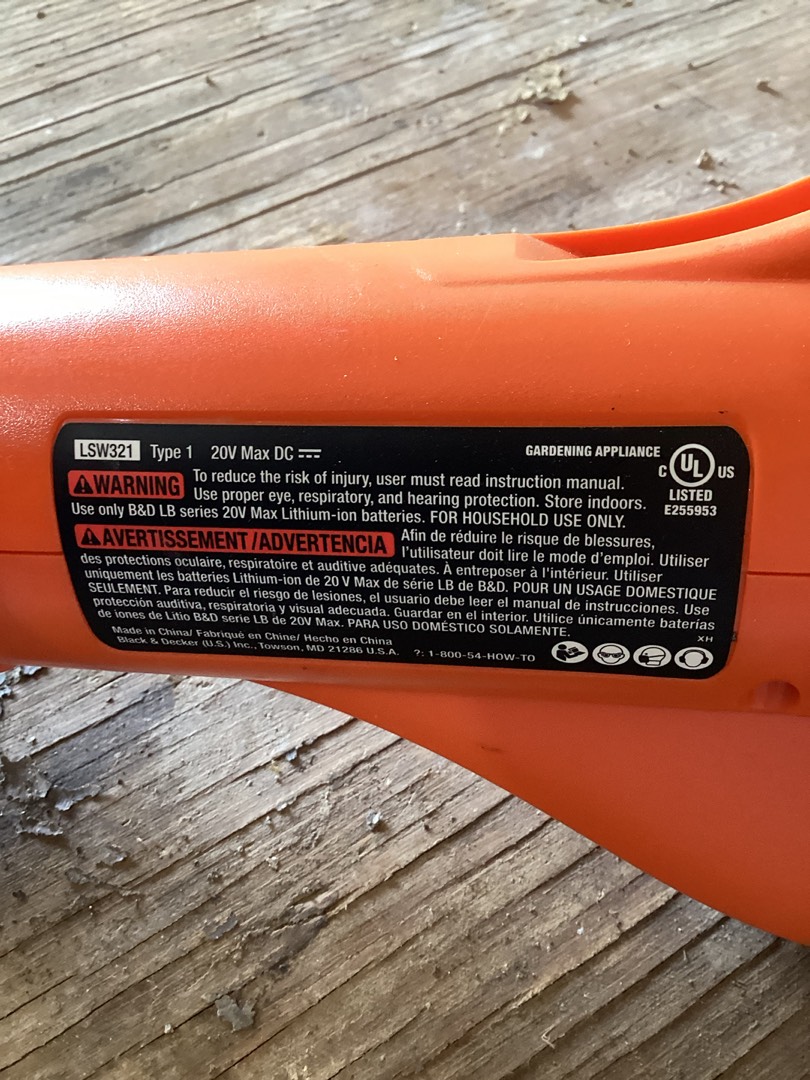 LSW321 Type 1 20V Max DC
GARDENING APPLIANCE
C UL US
LISTED
E255953
WARNING To reduce the risk of injury, user must read instruction manual.
Use proper eye, respiratory, and hearing protection. Store indoors.
Use only B&D LB series 20V Max Lithium-ion batteries. FOR HOUSEHOLD USE ONLY.
AVERTISSEMENT/ADVERTENCIA Afin de réduire le risque de blessures,
l'utilisateur doit lire le mode d'emploi. Utiliser
des protections oculaire, respiratoire et auditive adéquates. À entreposer à l'intérieur. Utiliser
uniquement les batteries Lithium-ion de 20 V Max de série LB de B&D. POUR UN USAGE DOMESTIQUE
SEULEMENT. Para reducir el riesgo de lesiones, el usuario debe leer el manual de instrucciones. Use
protección auditiva, respiratoria y visual adecuada. Guardar en el interior. Utilice únicamente baterías
de iones de Litio B&D serie LB de 20V Max. PARA USO DOMÉSTICO SOLAMENTE.
XH
Made in China/ Fabriqué en Chine/ Hecho en China
Black & Decker (U.S.) Inc., Towson, MD 21286 U.S.A. ?: 1-800-54-HOW-TO